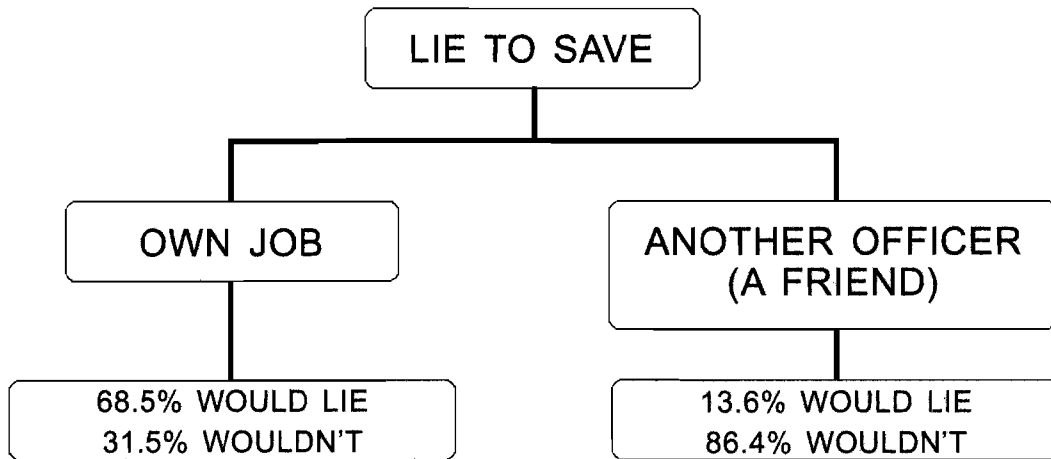 LIE TO SAVE
OWN JOB
68.5% WOULD LIE
31.5% WOULDN'T
ANOTHER OFFICER
(A FRIEND)
13.6% WOULD LIE
86.4% WOULDN'T